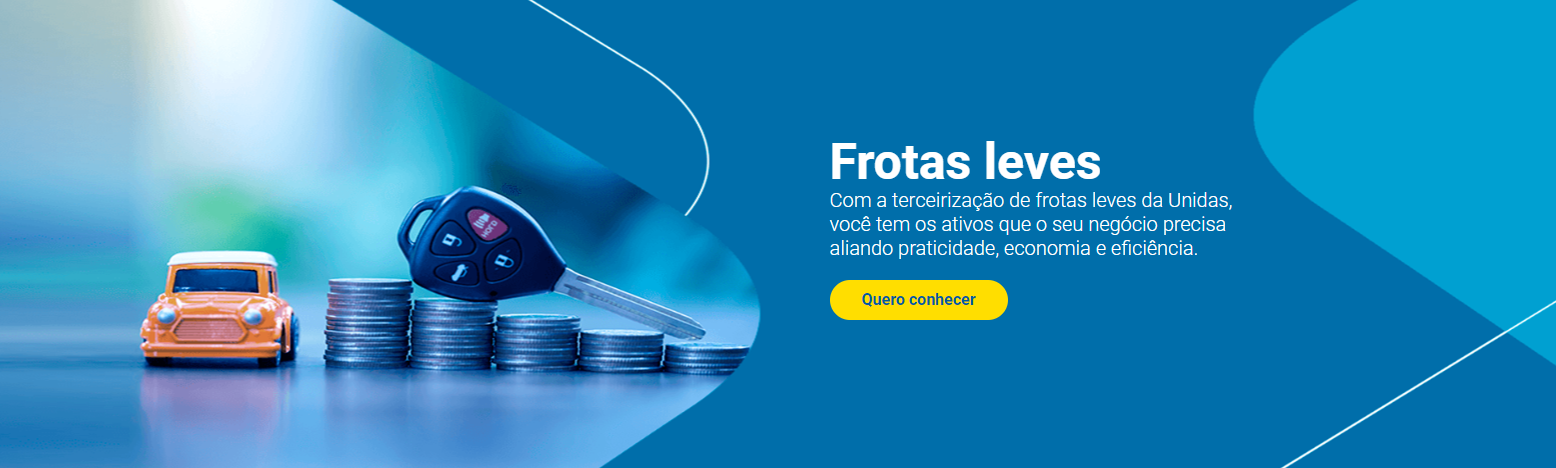 Frotas leves
Com a terceirização de frotas leves da Unidas,
você tem os ativos que o seu negócio precisa
aliando praticidade, economia e eficiência.
Quero conhecer
HOLD